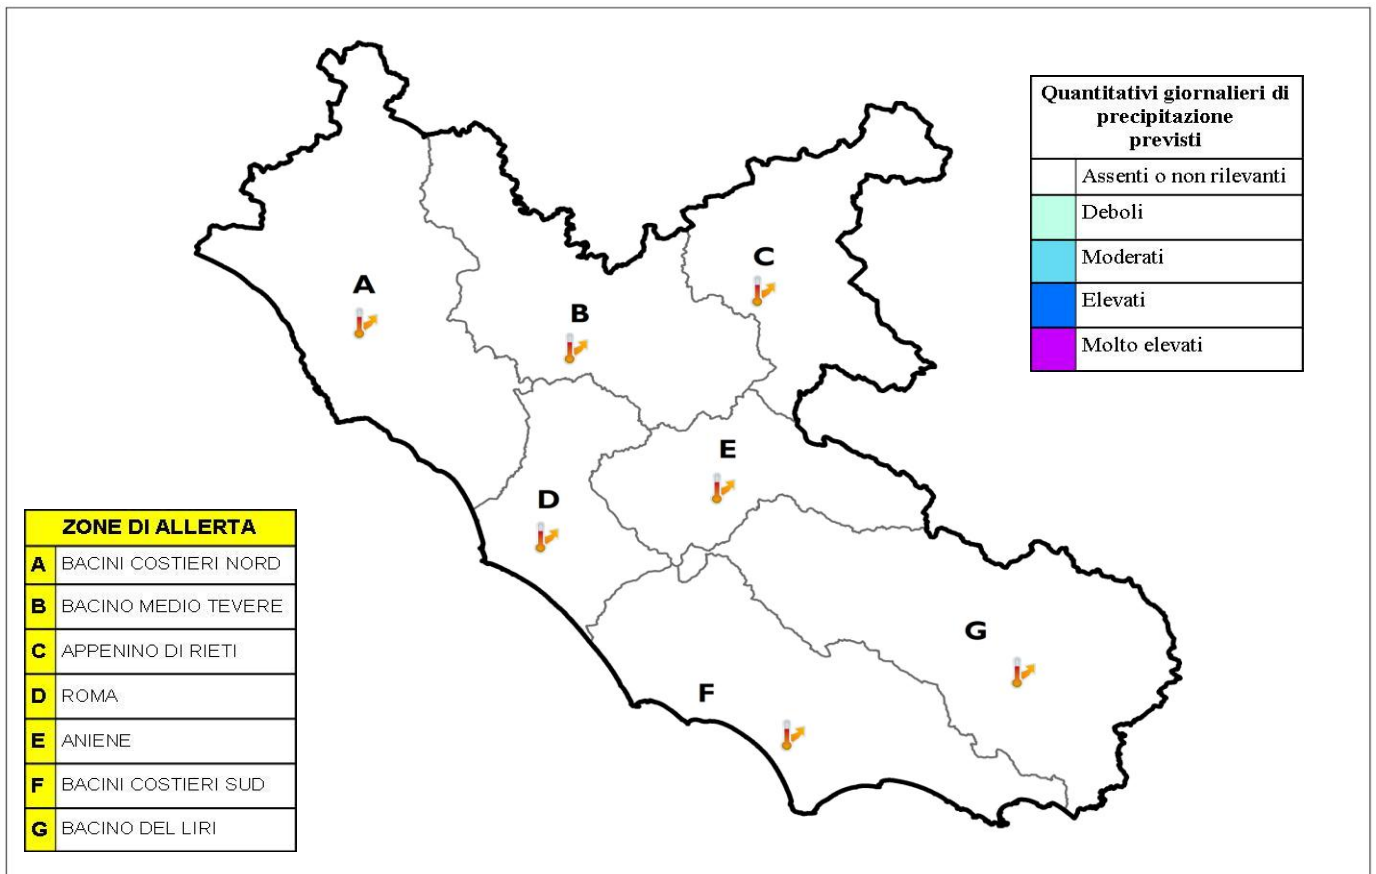 Quantitativi giornalieri di
precipitazione
previsti
Assenti o non rilevanti
Deboli
Moderati
Elevati
Molto elevati
A
B
C
D
E
F
G
ZONE DI ALLERTA
A BACINI COSTIERI NORD
B BACINO MEDIO TEVERE
C APPENINO DI RIETI
D ROMA
E ANIENE
F BACINI COSTIERI SUD
G BACINO DEL LIRI